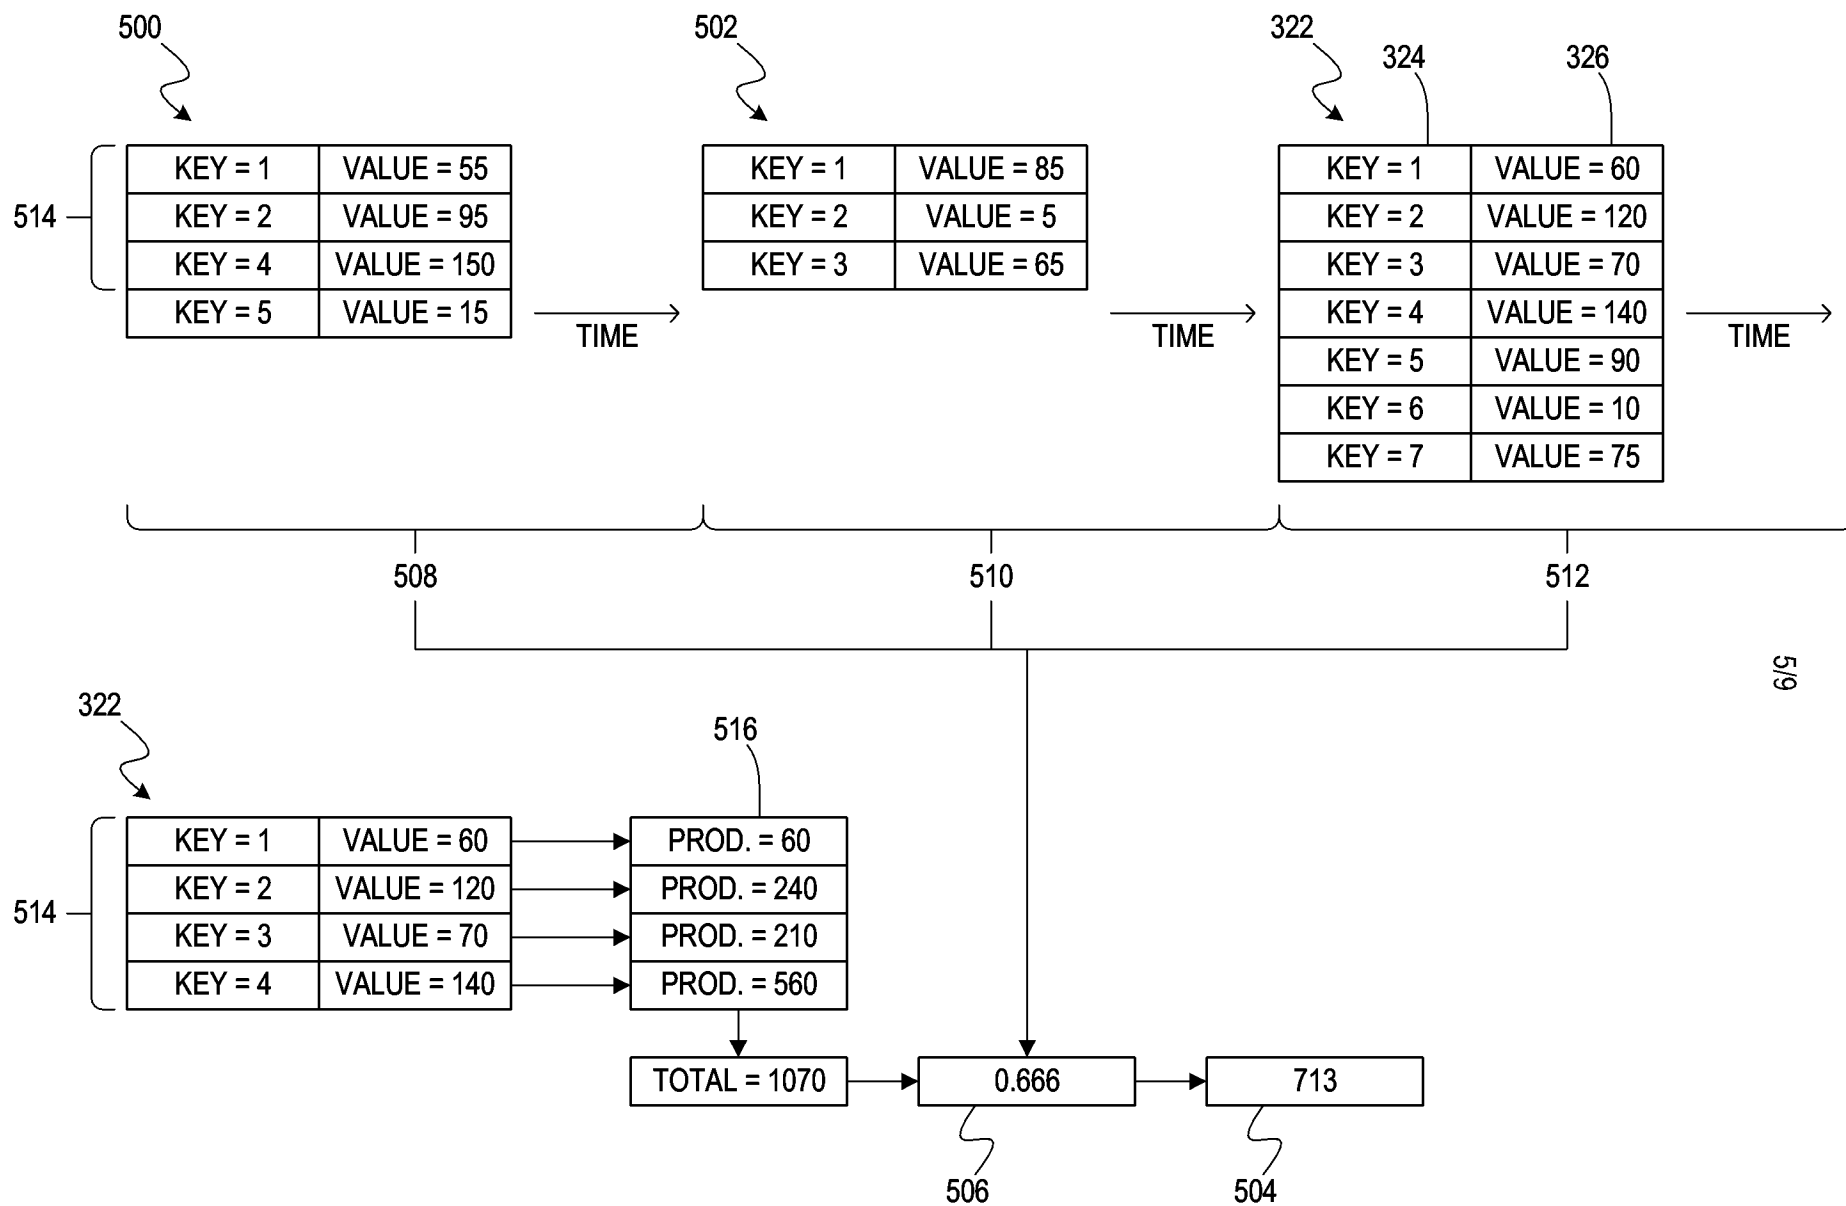 500
502
322
324
326
KEY = 1 VALUE = 55
KEY = 2 VALUE = 95
KEY = 4 VALUE = 150
KEY = 5 VALUE = 15
514
TIME
KEY = 1 VALUE = 85
KEY = 2 VALUE = 5
KEY = 3 VALUE = 65
TIME
KEY = 1 VALUE = 60
KEY = 2 VALUE = 120
KEY = 3 VALUE = 70
KEY = 4 VALUE = 140
KEY = 5 VALUE = 90
KEY = 6 VALUE = 10
KEY = 7 VALUE = 75
TIME
508
510
512
5/9
322
516
514
KEY = 1 VALUE = 60 PROD. = 60
KEY = 2 VALUE = 120 PROD. = 240
KEY = 3 VALUE = 70 PROD. = 210
KEY = 4 VALUE = 140 PROD. = 560
TOTAL = 1070 0.666 713
506
504